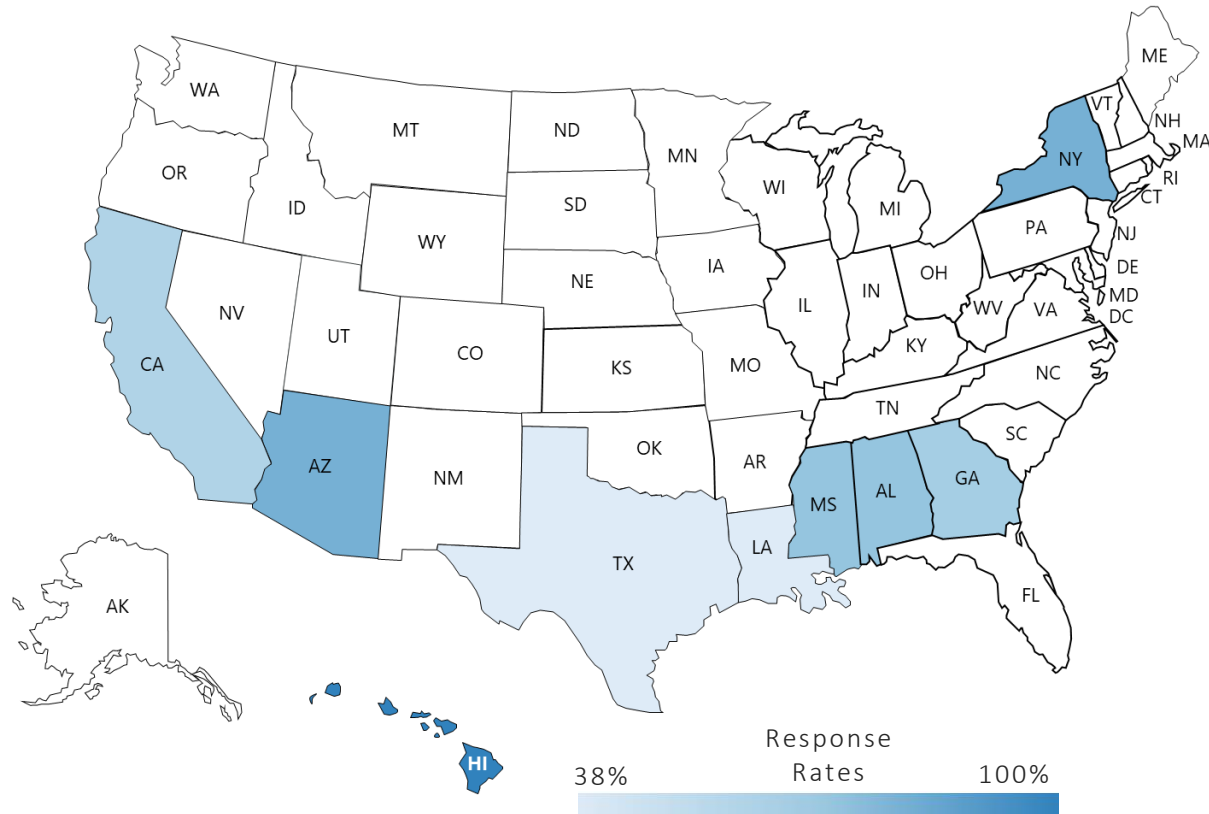 ME
WA
VT
NH
MT
ND
MA
MN
NY
OR
RI
WI
ID
SD
CT
MI
PA
WY
NJ
IA
OH
DE
NE
IN
IL
MD
NV
WV
VA
DC
UT
KY
CO
CA
MO
KS
NC
TN
SC
OK
AR
AZ
NM
GA
AL
MS
LA
TX
FL
AK
HI
Response
Rates
38%
100%